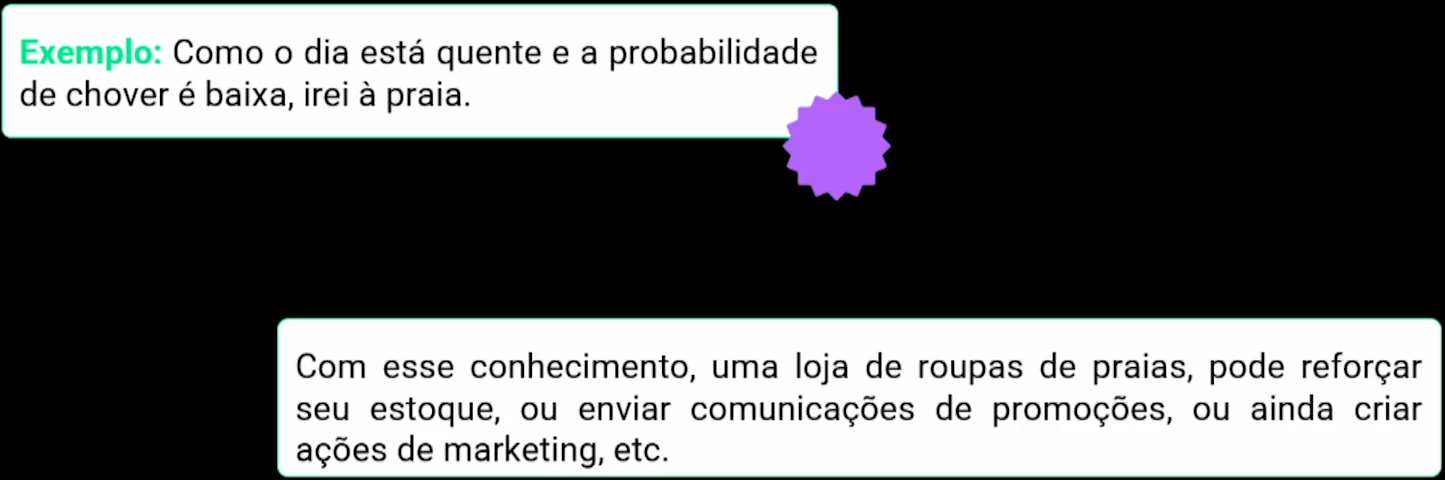 Exemplo: Como o dia está quente e a probabilidade
de chover é baixa, irei à praia.
Com esse conhecimento, uma loja de roupas de praias, pode reforçar
seu estoque, ou enviar comunicações de promoções, ou ainda criar
ações de marketing, etc.